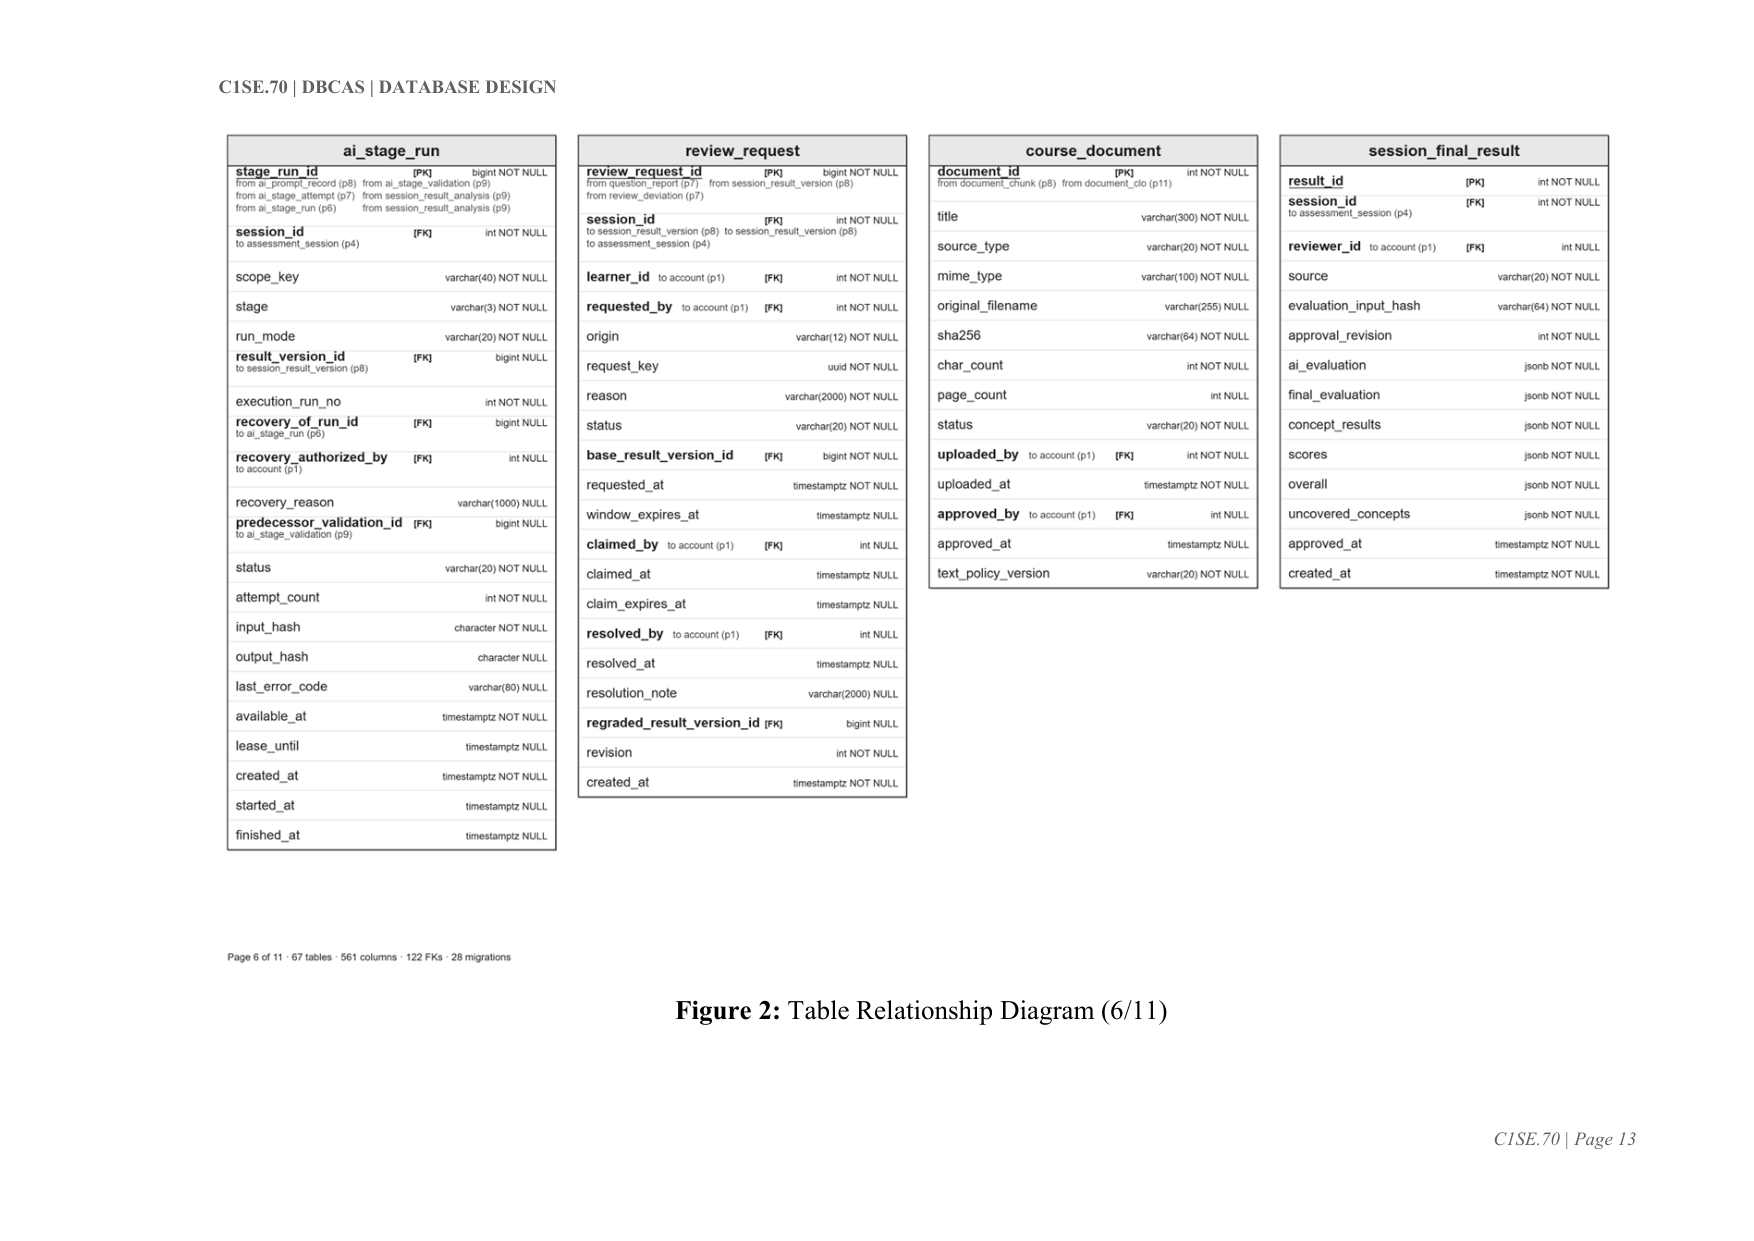 C1SE.70 | DBCAS | DATABASE DESIGN
ai_stage_run
stage_run_id [PK] bigint NOT NULL
from ai_prompt_record (p8) from ai_stage_validation (p9)
from ai_stage_attempt (p7) from session_result_analysis (p9)
from ai_stage_run (p6) from session_result_analysis (p9)
session_id [FK] int NOT NULL
to assessment_session (p4)
scope_key varchar(40) NOT NULL
stage varchar(3) NOT NULL
run_mode varchar(20) NOT NULL
result_version_id [FK] bigint NULL
to session_result_version (p8)
execution_run_no int NOT NULL
recovery_of_run_id [FK] bigint NULL
to ai_stage_run (p6)
recovery_authorized_by [FK] int NULL
to account (p1)
recovery_reason varchar(1000) NULL
predecessor_validation_id [FK] bigint NULL
to ai_stage_validation (p9)
status varchar(20) NOT NULL
attempt_count int NOT NULL
input_hash character NOT NULL
output_hash character NULL
last_error_code varchar(80) NULL
available_at timestamptz NOT NULL
lease_until timestamptz NULL
created_at timestamptz NOT NULL
started_at timestamptz NULL
finished_at timestamptz NULL
review_request
review_request_id [PK] bigint NOT NULL
from question_report (p7) from session_result_version (p8)
from review_deviation (p7)
session_id [FK] int NOT NULL
to session_result_version (p8) to session_result_version (p8)
to assessment_session (p4)
learner_id to account (p1) [FK] int NOT NULL
requested_by to account (p1) [FK] int NOT NULL
origin varchar(12) NOT NULL
request_key uuid NOT NULL
reason varchar(2000) NOT NULL
status varchar(20) NOT NULL
base_result_version_id [FK] bigint NOT NULL
requested_at timestamptz NOT NULL
window_expires_at timestamptz NULL
claimed_by to account (p1) [FK] int NULL
claimed_at timestamptz NULL
claim_expires_at timestamptz NULL
resolved_by to account (p1) [FK] int NULL
resolved_at timestamptz NULL
resolution_note varchar(2000) NULL
regraded_result_version_id [FK] bigint NULL
revision int NOT NULL
created_at timestamptz NOT NULL
course_document
document_id [PK] int NOT NULL
from document_chunk (p8) from document_clo (p11)
title varchar(300) NOT NULL
source_type varchar(20) NOT NULL
mime_type varchar(100) NOT NULL
original_filename varchar(255) NOT NULL
sha256 varchar(64) NOT NULL
char_count int NOT NULL
page_count int NULL
status varchar(20) NOT NULL
uploaded_by to account (p1) [FK] int NOT NULL
uploaded_at timestamptz NOT NULL
approved_by to account (p1) [FK] int NULL
approved_at timestamptz NULL
text_policy_version varchar(20) NOT NULL
session_final_result
result_id [PK] int NOT NULL
session_id [FK] int NOT NULL
to assessment_session (p4)
reviewer_id to account (p1) [FK] int NULL
source varchar(20) NOT NULL
evaluation_input_hash varchar(64) NOT NULL
approval_revision int NOT NULL
ai_evaluation jsonb NOT NULL
final_evaluation jsonb NOT NULL
concept_results jsonb NOT NULL
scores jsonb NOT NULL
overall jsonb NOT NULL
uncovered_concepts jsonb NOT NULL
approved_at timestamptz NOT NULL
created_at timestamptz NOT NULL
Page 6 of 11 · 67 tables · 561 columns · 122 FKs · 28 migrations
Figure 2: Table Relationship Diagram (6/11)
C1SE.70 | Page 13